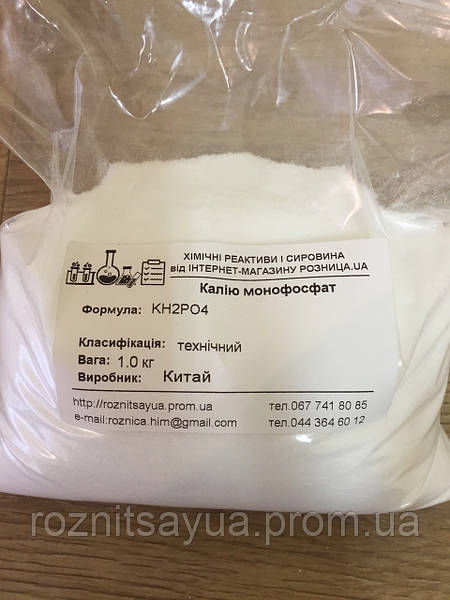 ХІМІЧНІ РЕАКТИВИ І СИРОВИНА
від ІНТЕРНЕТ-МАГАЗИНУ РОЗНИЦА.UA
Калію монофосфат
Формула: KH2PO4
Класифікація: технічний
Вага: 1.0 кг
Виробник: Китай
http://roznitsayua.prom.ua тел.067 741 80 85
e-mail:roznica.him@gmail.com тел.044 364 60 12
roznitsayua.prom.ua